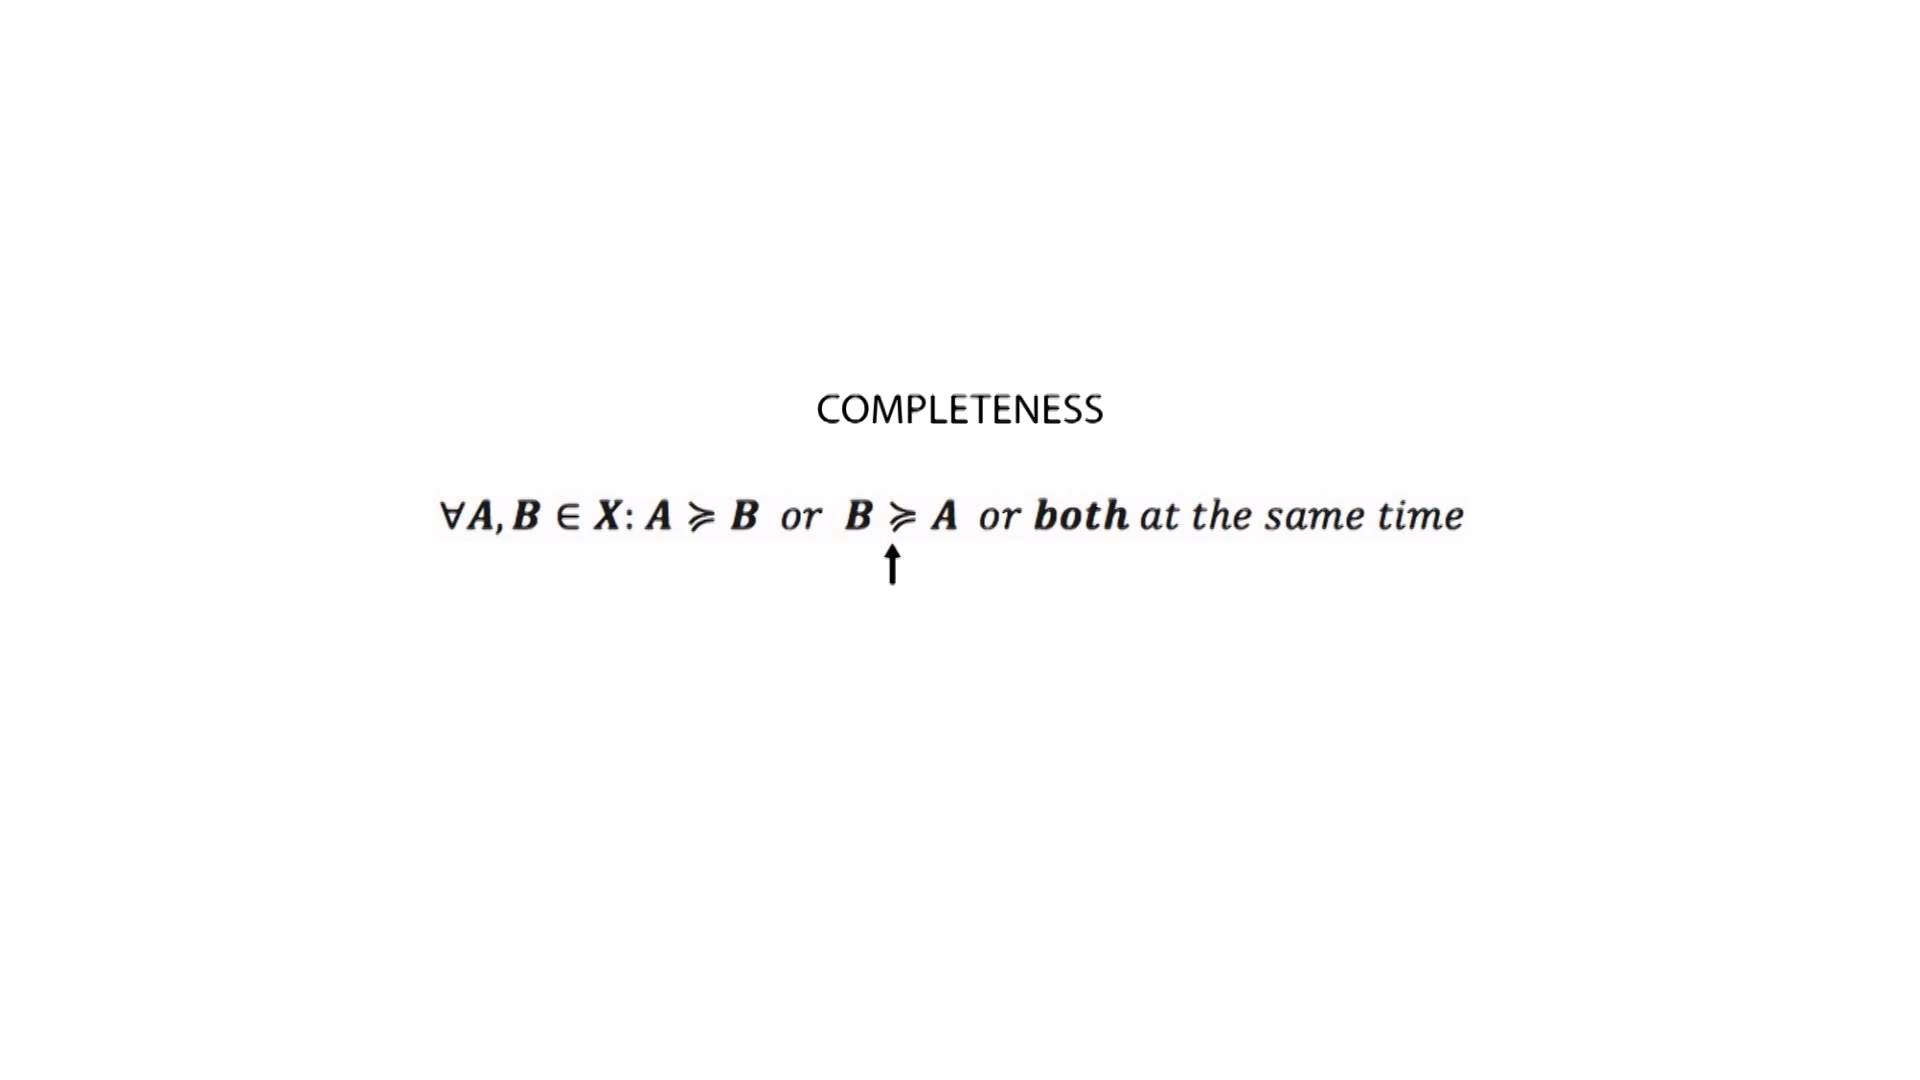 COMPLETENESS
∀A, B ∈ X: A ≽ B or B ≽ A or both at the same time